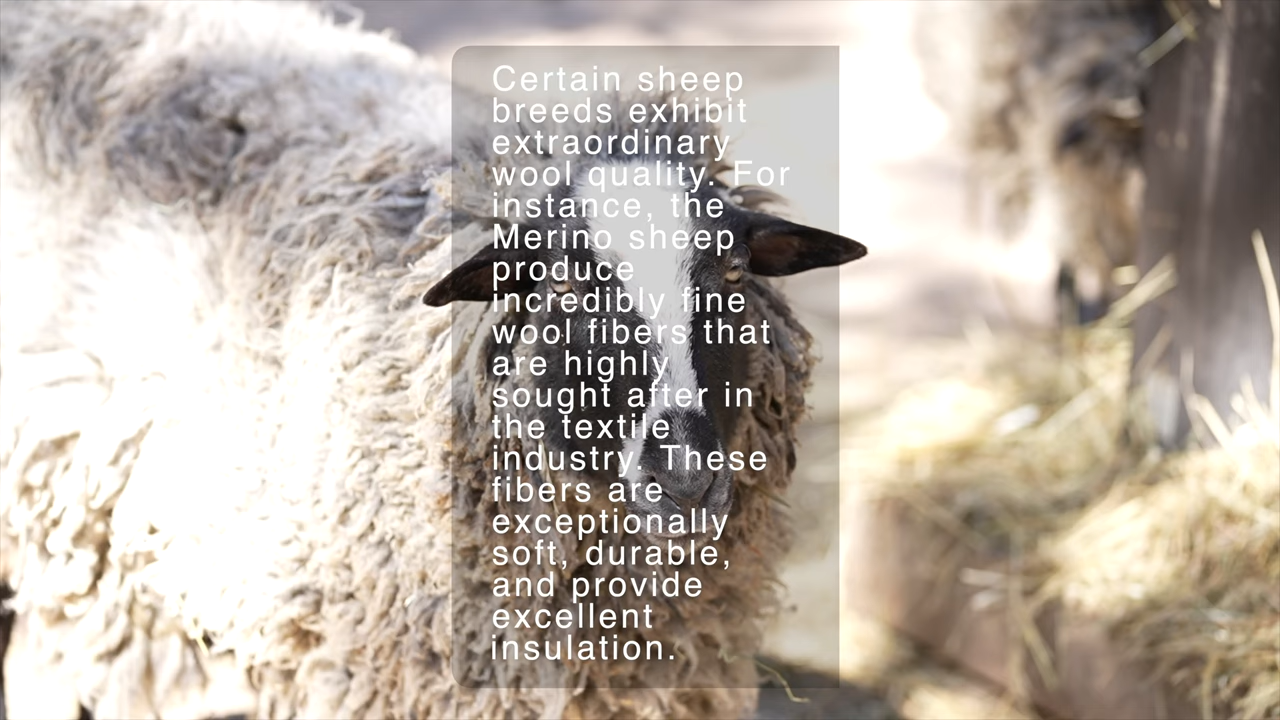 Certain sheep
breeds exhibit
extraordinary
wool quality. For
instance, the
Merino sheep
produce
incredibly fine
wool fibers that
are highly
sought after in
the textile
industry. These
fibers are
exceptionally
soft, durable,
and provide
excellent
insulation.